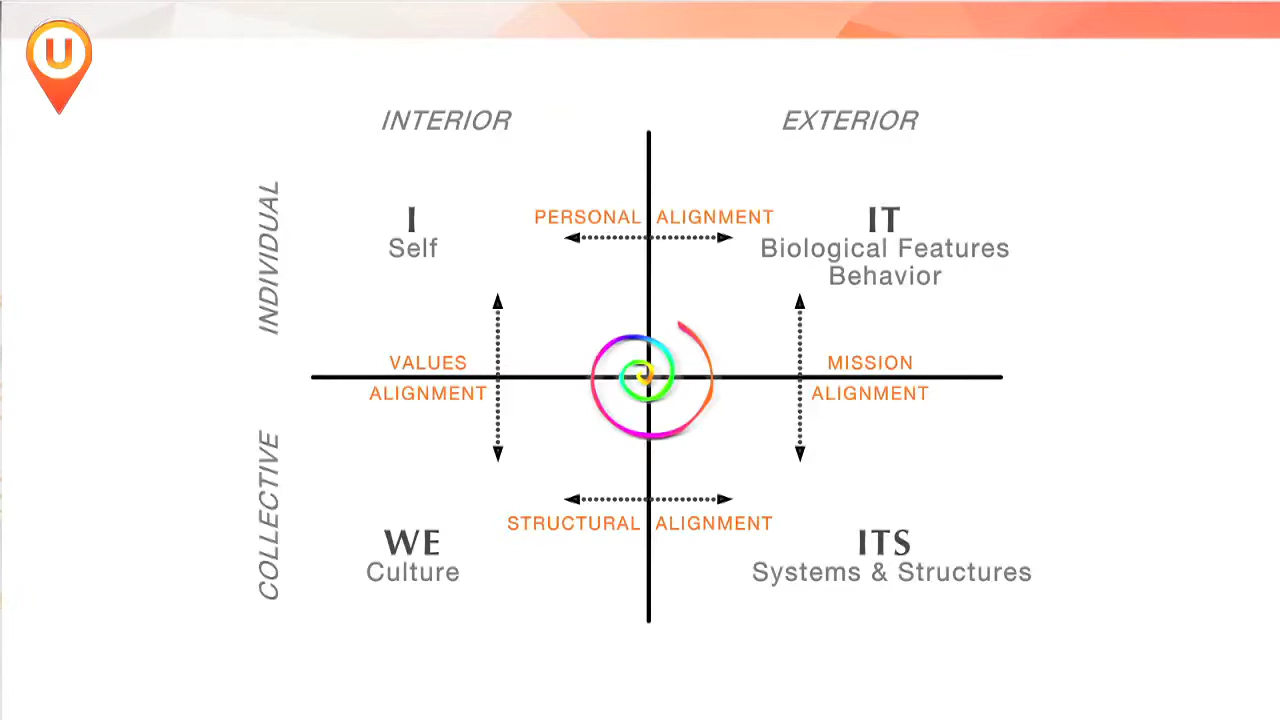 U
INTERIOR
EXTERIOR
INDIVIDUAL
I
Self
PERSONAL ALIGNMENT
IT
Biological Features
Behavior
VALUES
ALIGNMENT
MISSION
ALIGNMENT
COLLECTIVE
WE
Culture
STRUCTURAL ALIGNMENT
ITS
Systems & Structures